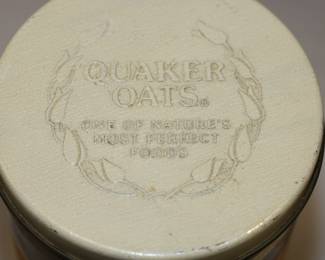 QUAKER
OATS®
ONE OF NATURE'S
MOST PERFECT
FOODS